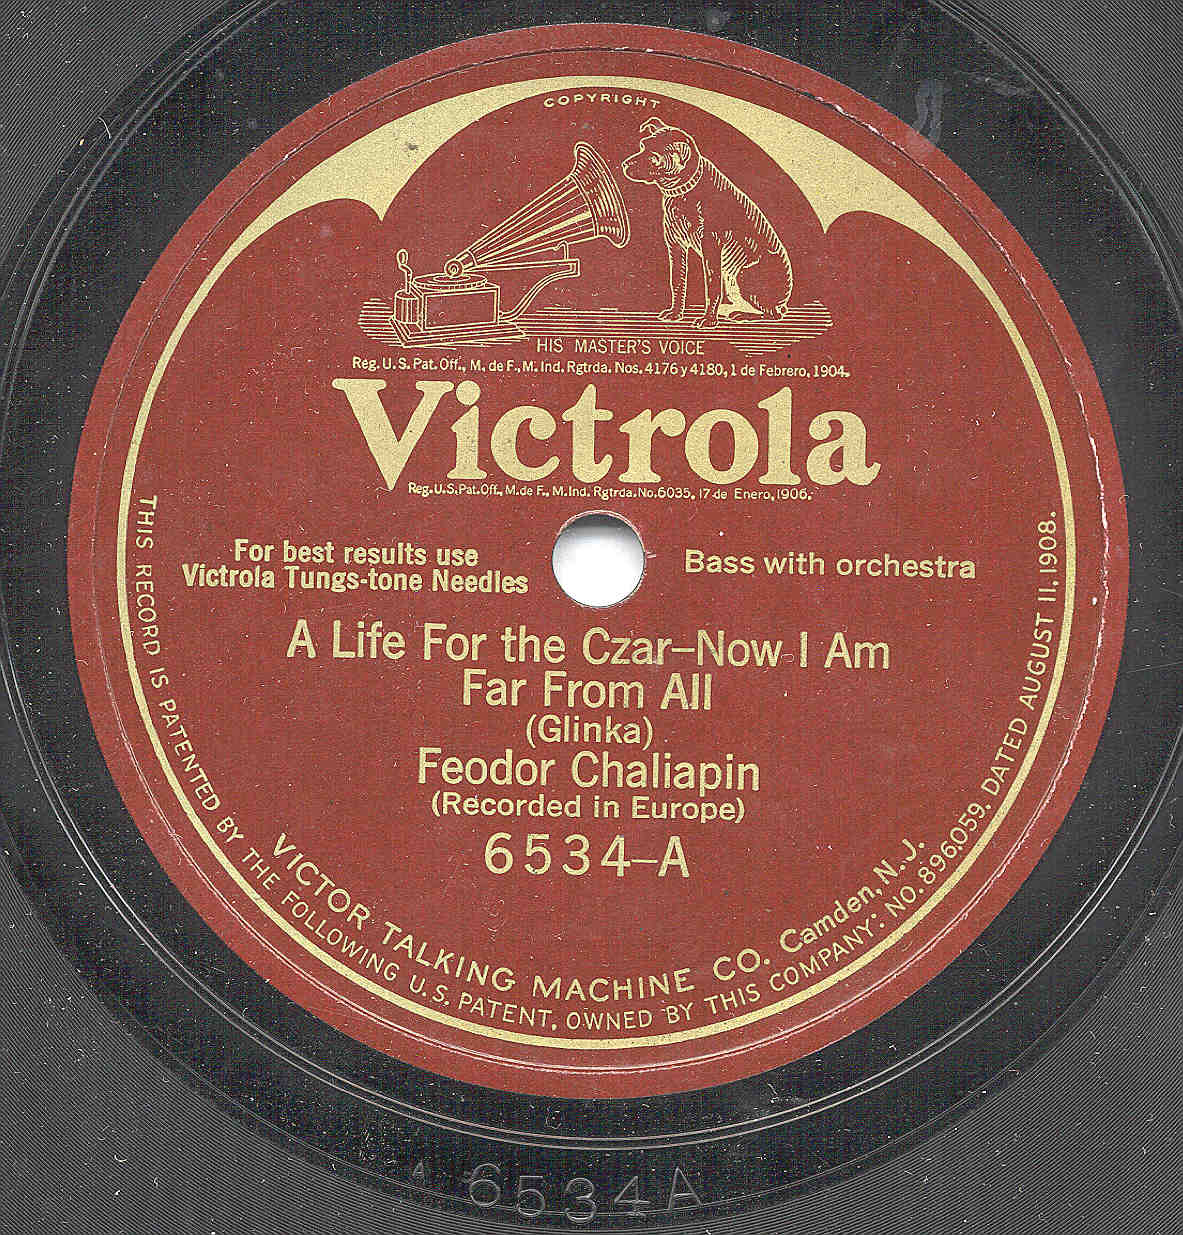 COPYRIGHT
HIS MASTER'S VOICE
Reg. U.S. Pat. Off., M. de F., M. Ind. Rgtrda. Nos. 4176 y 4180, 1 de Febrero, 1904.
Victrola
Reg. U.S. Pat. Off., M. de F., M. Ind. Rgtrda. No. 6035, 17 de Enero, 1906.
For best results use
Victrola Tungs-tone Needles
Bass with orchestra
A Life For the Czar–Now I Am
Far From All
(Glinka)
Feodor Chaliapin
(Recorded in Europe)
6534–A
VICTOR TALKING MACHINE CO. Camden, N.J.
THIS RECORD IS PATENTED BY THE FOLLOWING U.S. PATENT, OWNED BY THIS COMPANY: NO. 896,059, DATED AUGUST 11, 1908.
A 6534 A